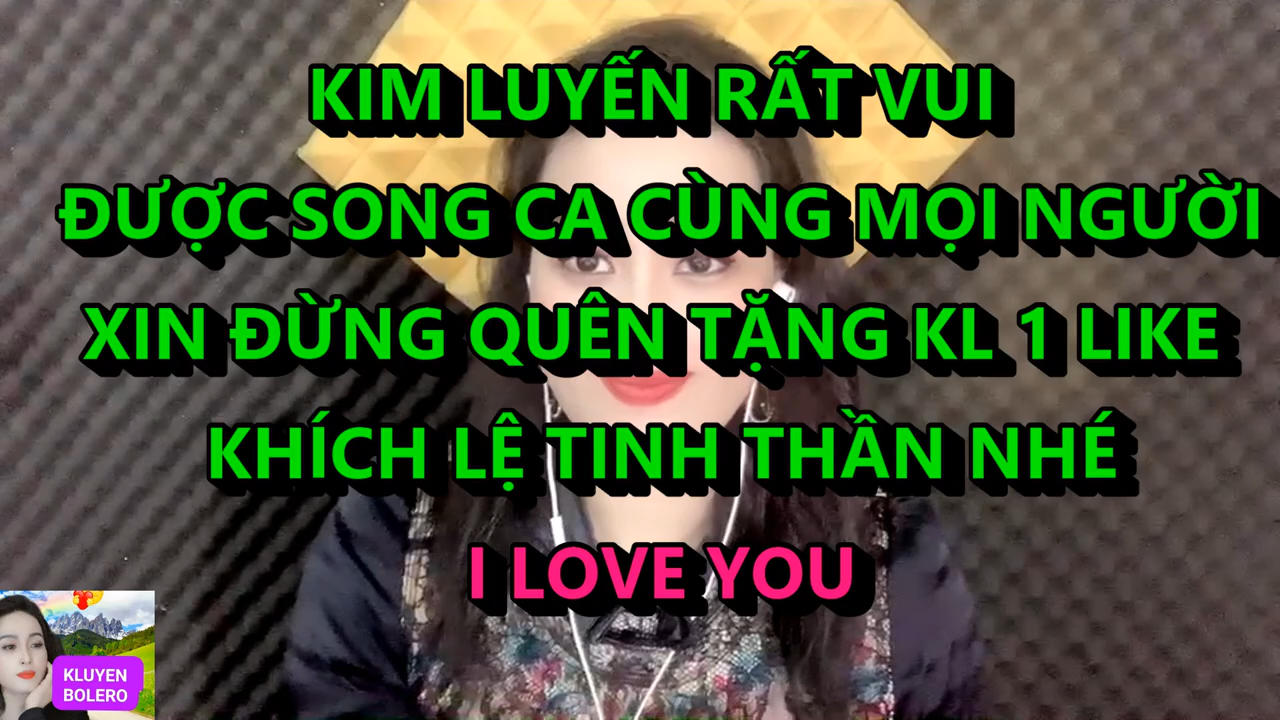 KIM LUYẾN RẤT VUI
ĐƯỢC SONG CA CÙNG MỌI NGƯỜI
XIN ĐỪNG QUÊN TẶNG KL 1 LIKE
KHÍCH LỆ TINH THẦN NHÉ
I LOVE YOU
KLUYEN
BOLERO